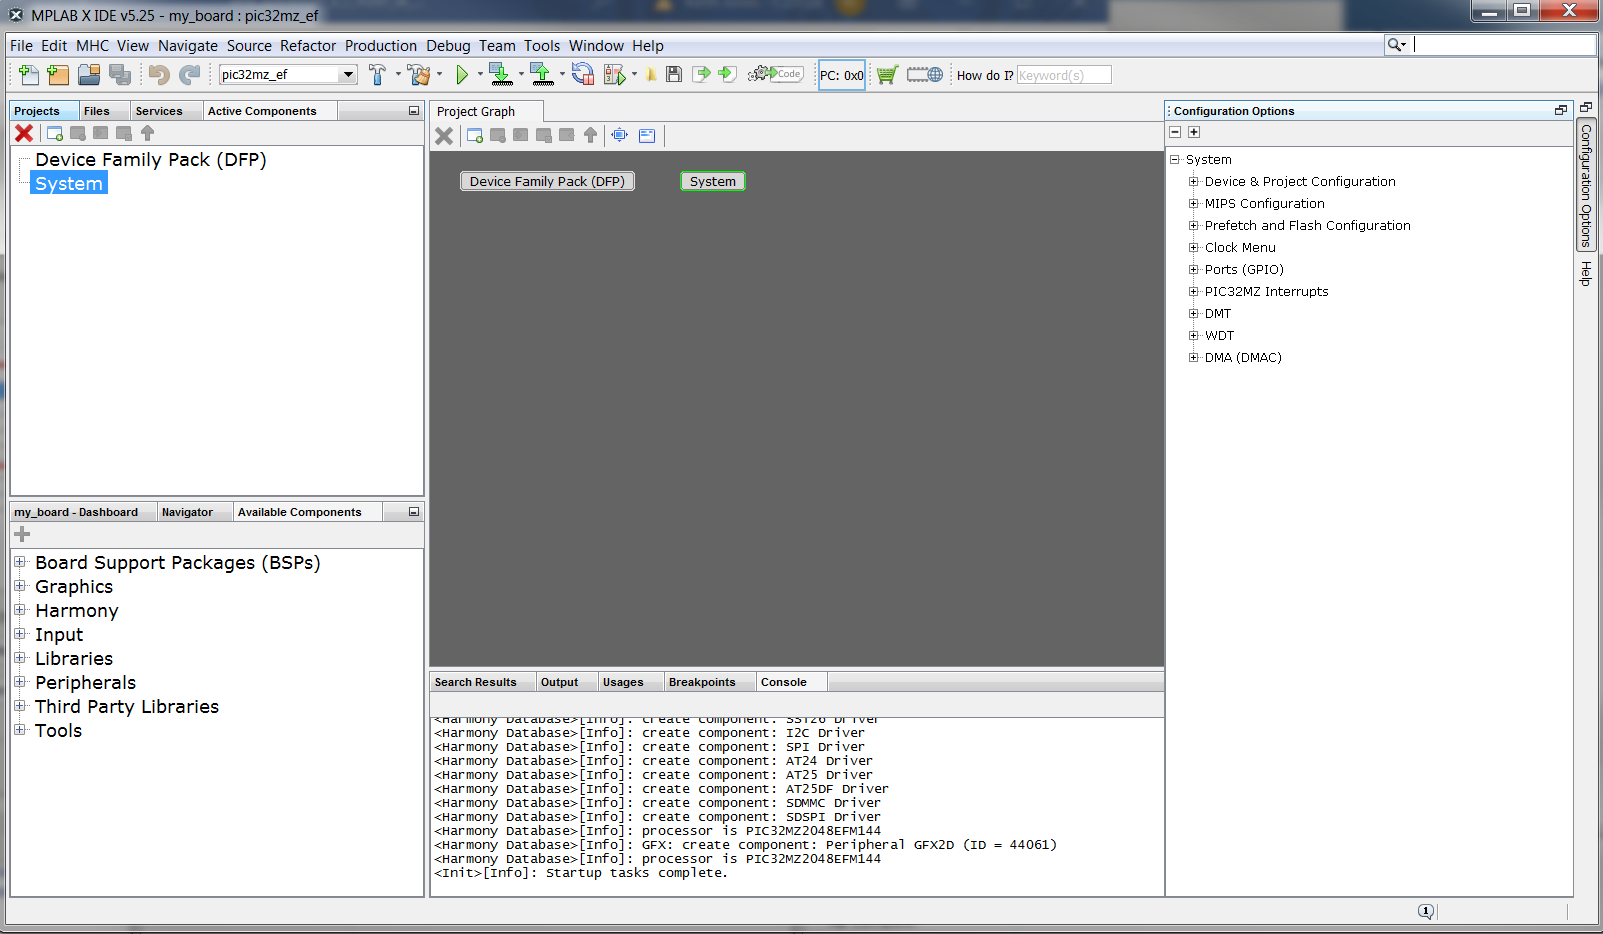 MPLAB X IDE v5.25 - my_board : pic32mz_ef
File Edit MHC View Navigate Source Refactor Production Debug Team Tools Window Help
pic32mz_ef
Code
PC: 0x0
How do I?
Keyword(s)
Projects
Files
Services
Active Components
Device Family Pack (DFP)
System
Project Graph
Device Family Pack (DFP)
System
Configuration Options
System
Device & Project Configuration
MIPS Configuration
Prefetch and Flash Configuration
Clock Menu
Ports (GPIO)
PIC32MZ Interrupts
DMT
WDT
DMA (DMAC)
Configuration Options
Help
my_board - Dashboard
Navigator
Available Components
Board Support Packages (BSPs)
Graphics
Harmony
Input
Libraries
Peripherals
Third Party Libraries
Tools
Search Results
Output
Usages
Breakpoints
Console
<Harmony Database>[Info]: create component: SST26 Driver
<Harmony Database>[Info]: create component: I2C Driver
<Harmony Database>[Info]: create component: SPI Driver
<Harmony Database>[Info]: create component: AT24 Driver
<Harmony Database>[Info]: create component: AT25 Driver
<Harmony Database>[Info]: create component: AT25DF Driver
<Harmony Database>[Info]: create component: SDMMC Driver
<Harmony Database>[Info]: create component: SDSPI Driver
<Harmony Database>[Info]: processor is PIC32MZ2048EFM144
<Harmony Database>[Info]: GFX: create component: Peripheral GFX2D (ID = 44061)
<Harmony Database>[Info]: processor is PIC32MZ2048EFM144
<Init>[Info]: Startup tasks complete.
1